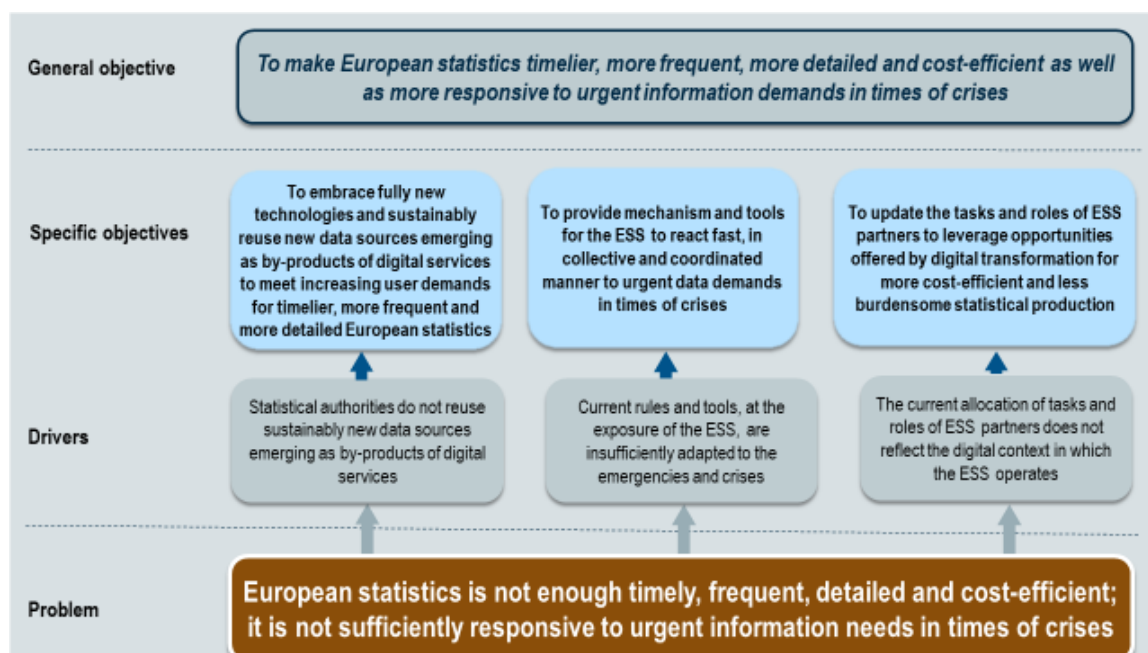 General objective
To make European statistics timelier, more frequent, more detailed and cost-efficient as well
as more responsive to urgent information demands in times of crises
Specific objectives
To embrace fully new
technologies and sustainably
reuse new data sources emerging
as by-products of digital services
to meet increasing user demands
for timelier, more frequent and
more detailed European statistics
To provide mechanism and tools
for the ESS to react fast, in
collective and coordinated
manner to urgent data demands
in times of crises
To update the tasks and roles of ESS
partners to leverage opportunities
offered by digital transformation for
more cost-efficient and less
burdensome statistical production
Drivers
Statistical authorities do not reuse
sustainably new data sources
emerging as by-products of digital
services
Current rules and tools, at the
exposure of the ESS, are
insufficiently adapted to the
emergencies and crises
The current allocation of tasks and
roles of ESS partners does not
reflect the digital context in which
the ESS operates
Problem
European statistics is not enough timely, frequent, detailed and cost-efficient;
it is not sufficiently responsive to urgent information needs in times of crises